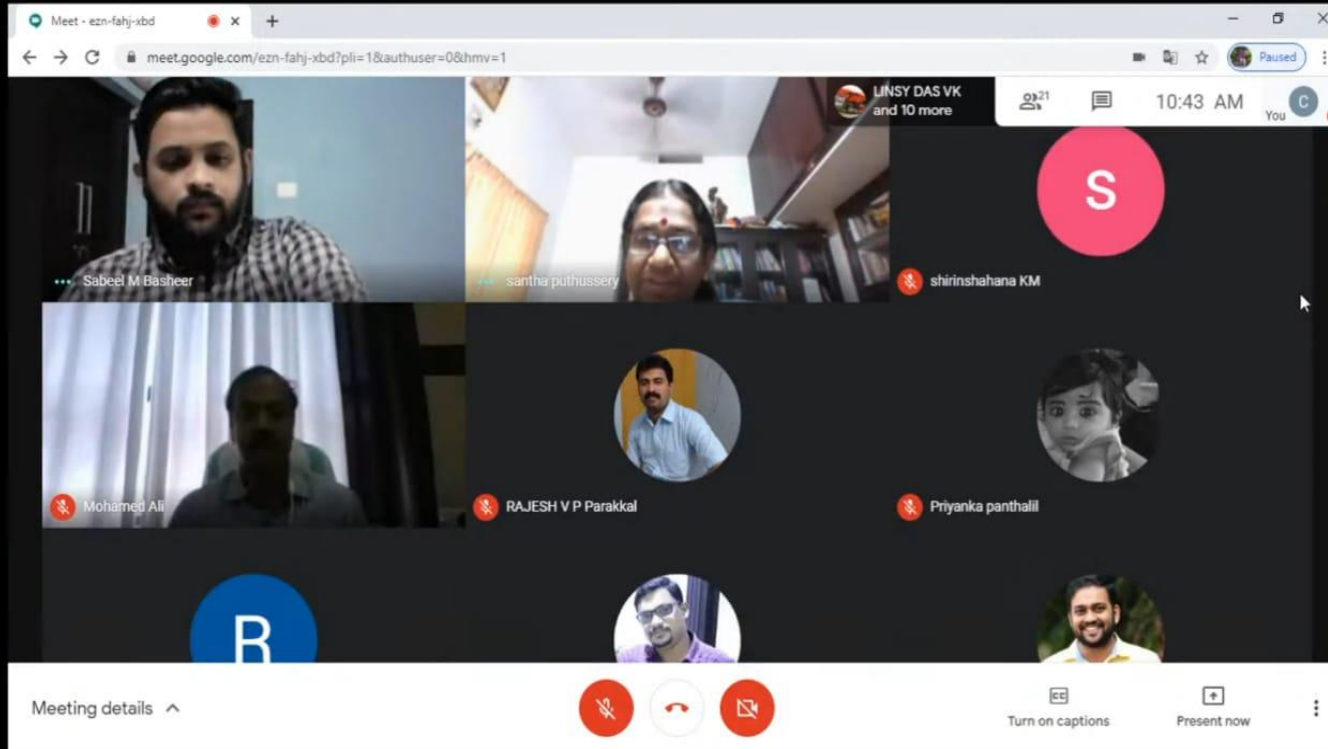 Meet - ezn-fahj-xbd
meet.google.com/ezn-fahj-xbd?pli=1&authuser=0&hmv=1
Paused
LINSY DAS VK
and 10 more
21
10:43 AM
You
C
S
Sabeel M Basheer
santha puthussery
shirinshahana KM
Mohamed Ali
RAJESH V P Parakkal
Priyanka panthalil
R
Meeting details
CC
Turn on captions
Present now